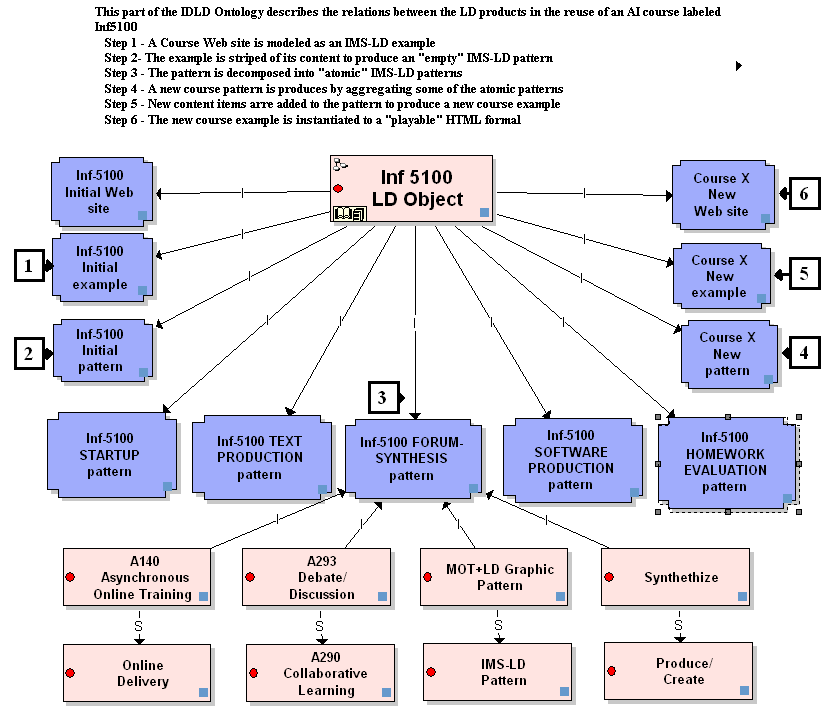 This part of the IDLD Ontology describes the relations between the LD products in the reuse of an AI course labeled
Inf5100
Step 1 - A Course Web site is modeled as an IMS-LD example
Step 2- The example is striped of its content to produce an "empty" IMS-LD pattern
Step 3 - The pattern is decomposed into "atomic" IMS-LD patterns
Step 4 - A new course pattern is produces by aggregating some of the atomic patterns
Step 5 - New content items arre added to the pattern to produce a new course example
Step 6 - The new course example is instantiated to a "playable" HTML formal
Inf-5100
Initial Web
site
Inf 5100
LD Object
Course X
New
Web site
6
1
Inf-5100
Initial
example
Course X
New
example
5
2
Inf-5100
Initial
pattern
Course X
New
pattern
4
3
Inf-5100
STARTUP
pattern
Inf-5100 TEXT
PRODUCTION
pattern
Inf-5100 FORUM-
SYNTHESIS
pattern
Inf-5100
SOFTWARE
PRODUCTION
pattern
Inf-5100
HOMEWORK
EVALUATION
pattern
A140
Asynchronous
Online Training
A293
Debate/
Discussion
MOT+LD Graphic
Pattern
Synthethize
S
S
S
S
Online
Delivery
A290
Collaborative
Learning
IMS-LD
Pattern
Produce/
Create